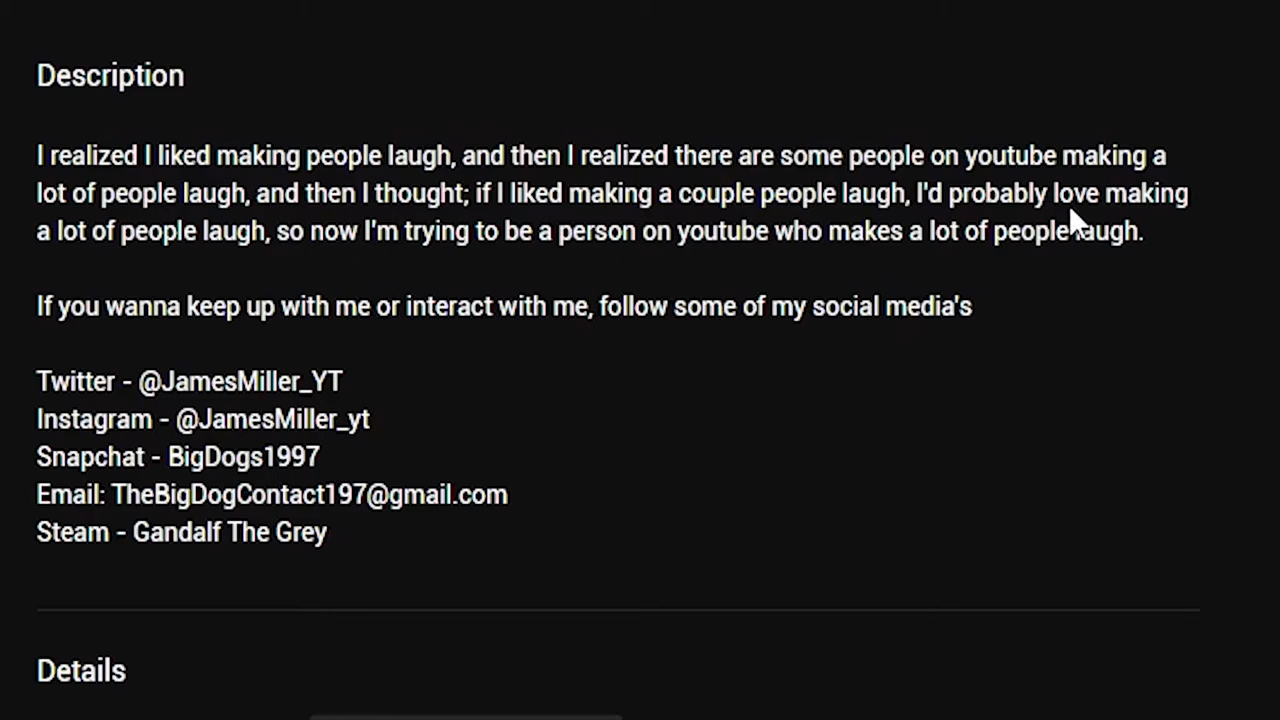 Description
I realized I liked making people laugh, and then I realized there are some people on youtube making a
lot of people laugh, and then I thought; if I liked making a couple people laugh, I'd probably love making
a lot of people laugh, so now I'm trying to be a person on youtube who makes a lot of people laugh.
If you wanna keep up with me or interact with me, follow some of my social media's
Twitter - @JamesMiller_YT
Instagram - @JamesMiller_yt
Snapchat - BigDogs1997
Email: TheBigDogContact197@gmail.com
Steam - Gandalf The Grey
Details